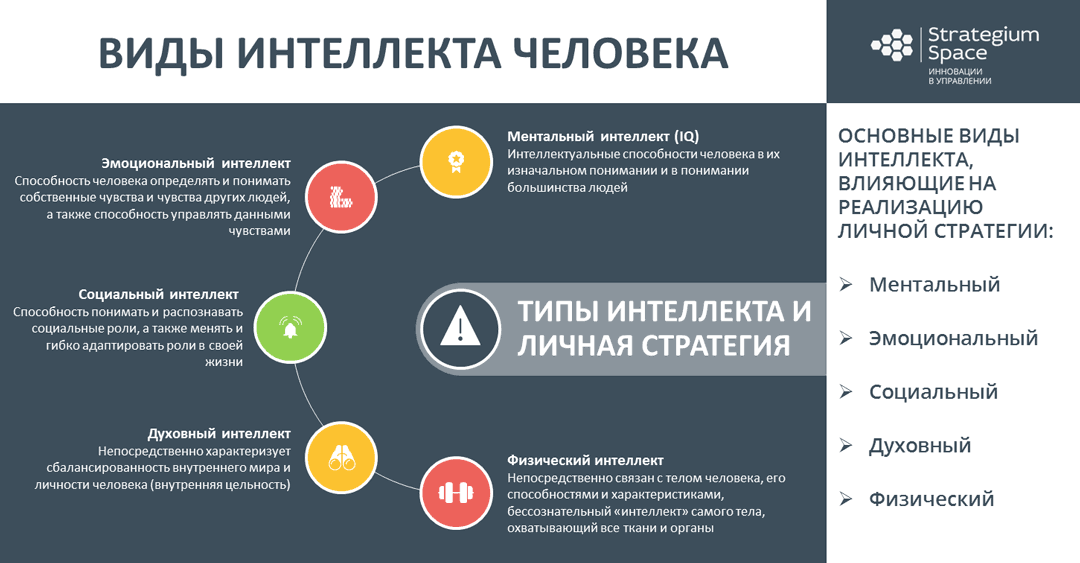 ВИДЫ ИНТЕЛЛЕКТА ЧЕЛОВЕКА
Strategium
Space
ИННОВАЦИИ
В УПРАВЛЕНИИ
Ментальный интеллект (IQ)
Интеллектуальные способности человека в их
изначальном понимании и в понимании
большинства людей
Эмоциональный интеллект
Способность человека определять и понимать
собственные чувства и чувства других людей,
а также способность управлять данными
чувствами
Социальный интеллект
Способность понимать и распознавать
социальные роли, а также менять и
гибко адаптировать роли в своей
жизни
ТИПЫ ИНТЕЛЛЕКТА И
ЛИЧНАЯ СТРАТЕГИЯ
Духовный интеллект
Непосредственно характеризует
сбалансированность внутреннего мира и
личности человека (внутренняя цельность)
Физический интеллект
Непосредственно связан с телом человека, его
способностями и характеристиками,
бессознательный «интеллект» самого тела,
охватывающий все ткани и органы
ОСНОВНЫЕ ВИДЫ
ИНТЕЛЛЕКТА,
ВЛИЯЮЩИЕ НА
РЕАЛИЗАЦИЮ
ЛИЧНОЙ СТРАТЕГИИ:
Ментальный
Эмоциональный
Социальный
Духовный
Физический